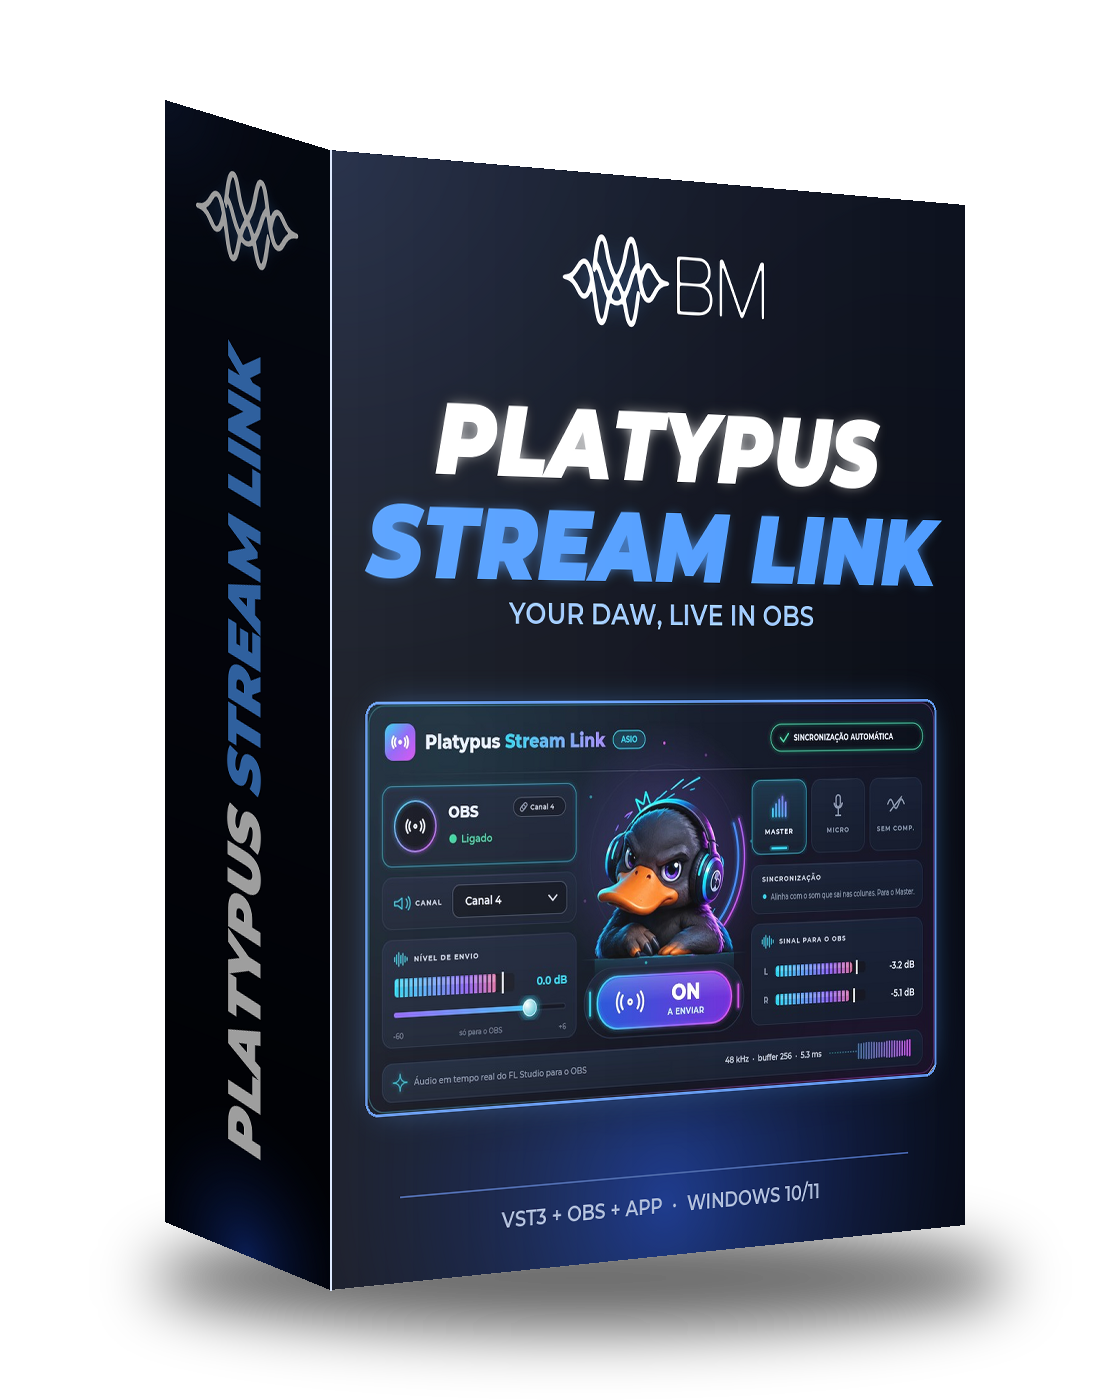 PLATYPUS STREAM LINK
BM
PLATYPUS
STREAM LINK
YOUR DAW, LIVE IN OBS
Platypus Stream Link
ASIO
SINCRONIZAÇÃO AUTOMÁTICA
OBS
Canal 4
Ligado
CANAL
Canal 4
NÍVEL DE ENVIO
0.0 dB
-60
só para o OBS
+6
ON
A ENVIAR
MASTER
MICRO
SEM COMP.
SINCRONIZAÇÃO
Alinha com o som que sai nas colunas. Para o Master.
SINAL PARA O OBS
L
-3.2 dB
R
-5.1 dB
Áudio em tempo real do FL Studio para o OBS
48 kHz · buffer 256 · 5.3 ms
VST3 + OBS + APP · WINDOWS 10/11